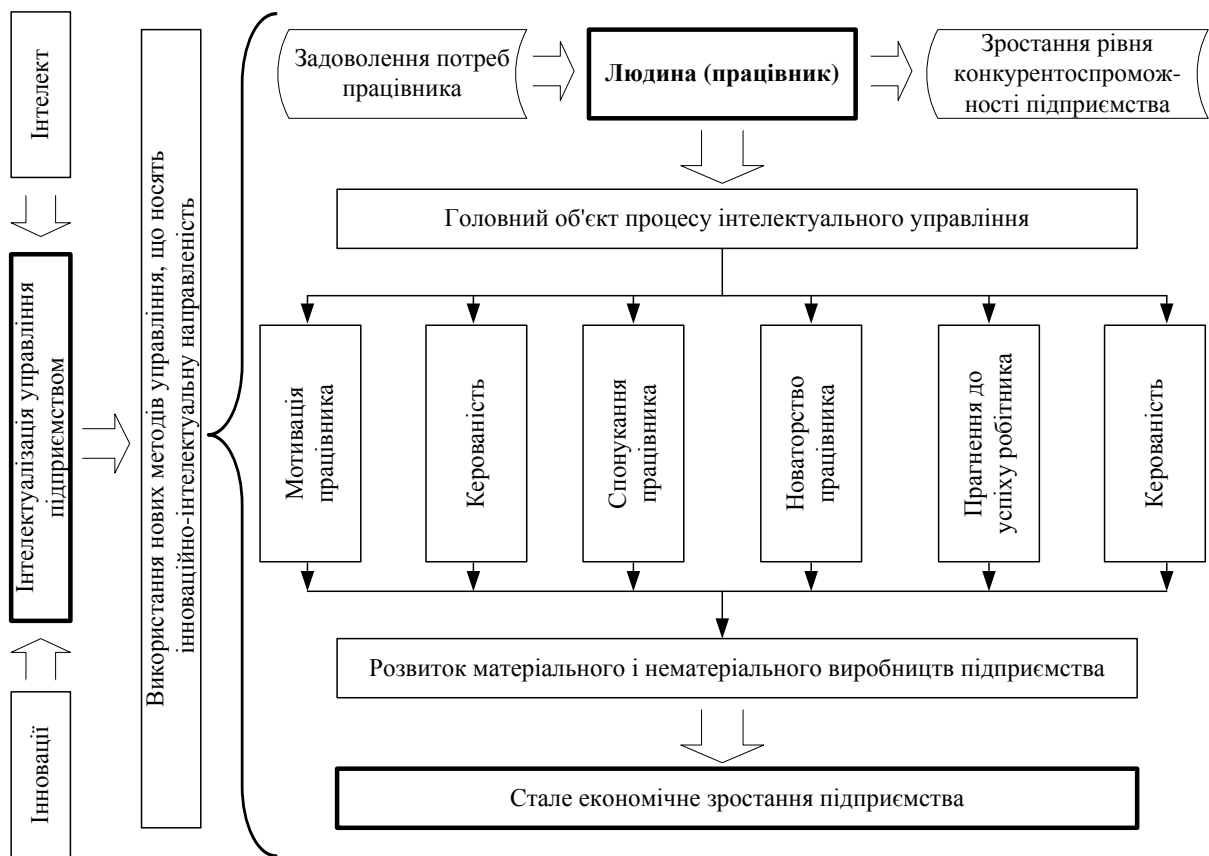 Інтелект
Інтелектуалізація управління
підприємством
Інновації
Використання нових методів управління, що носять
інноваційно-інтелектуальну направленість
Задоволення потреб
працівника
Людина (працівник)
Зростання рівня
конкурентоспромож-
ності підприємства
Головний об'єкт процесу інтелектуального управління
Мотивація
працівника
Керованість
Спонукання
працівника
Новаторство
працівника
Прагнення до
успіху робітника
Керованість
Розвиток матеріального і нематеріального виробництв підприємства
Стале економічне зростання підприємства